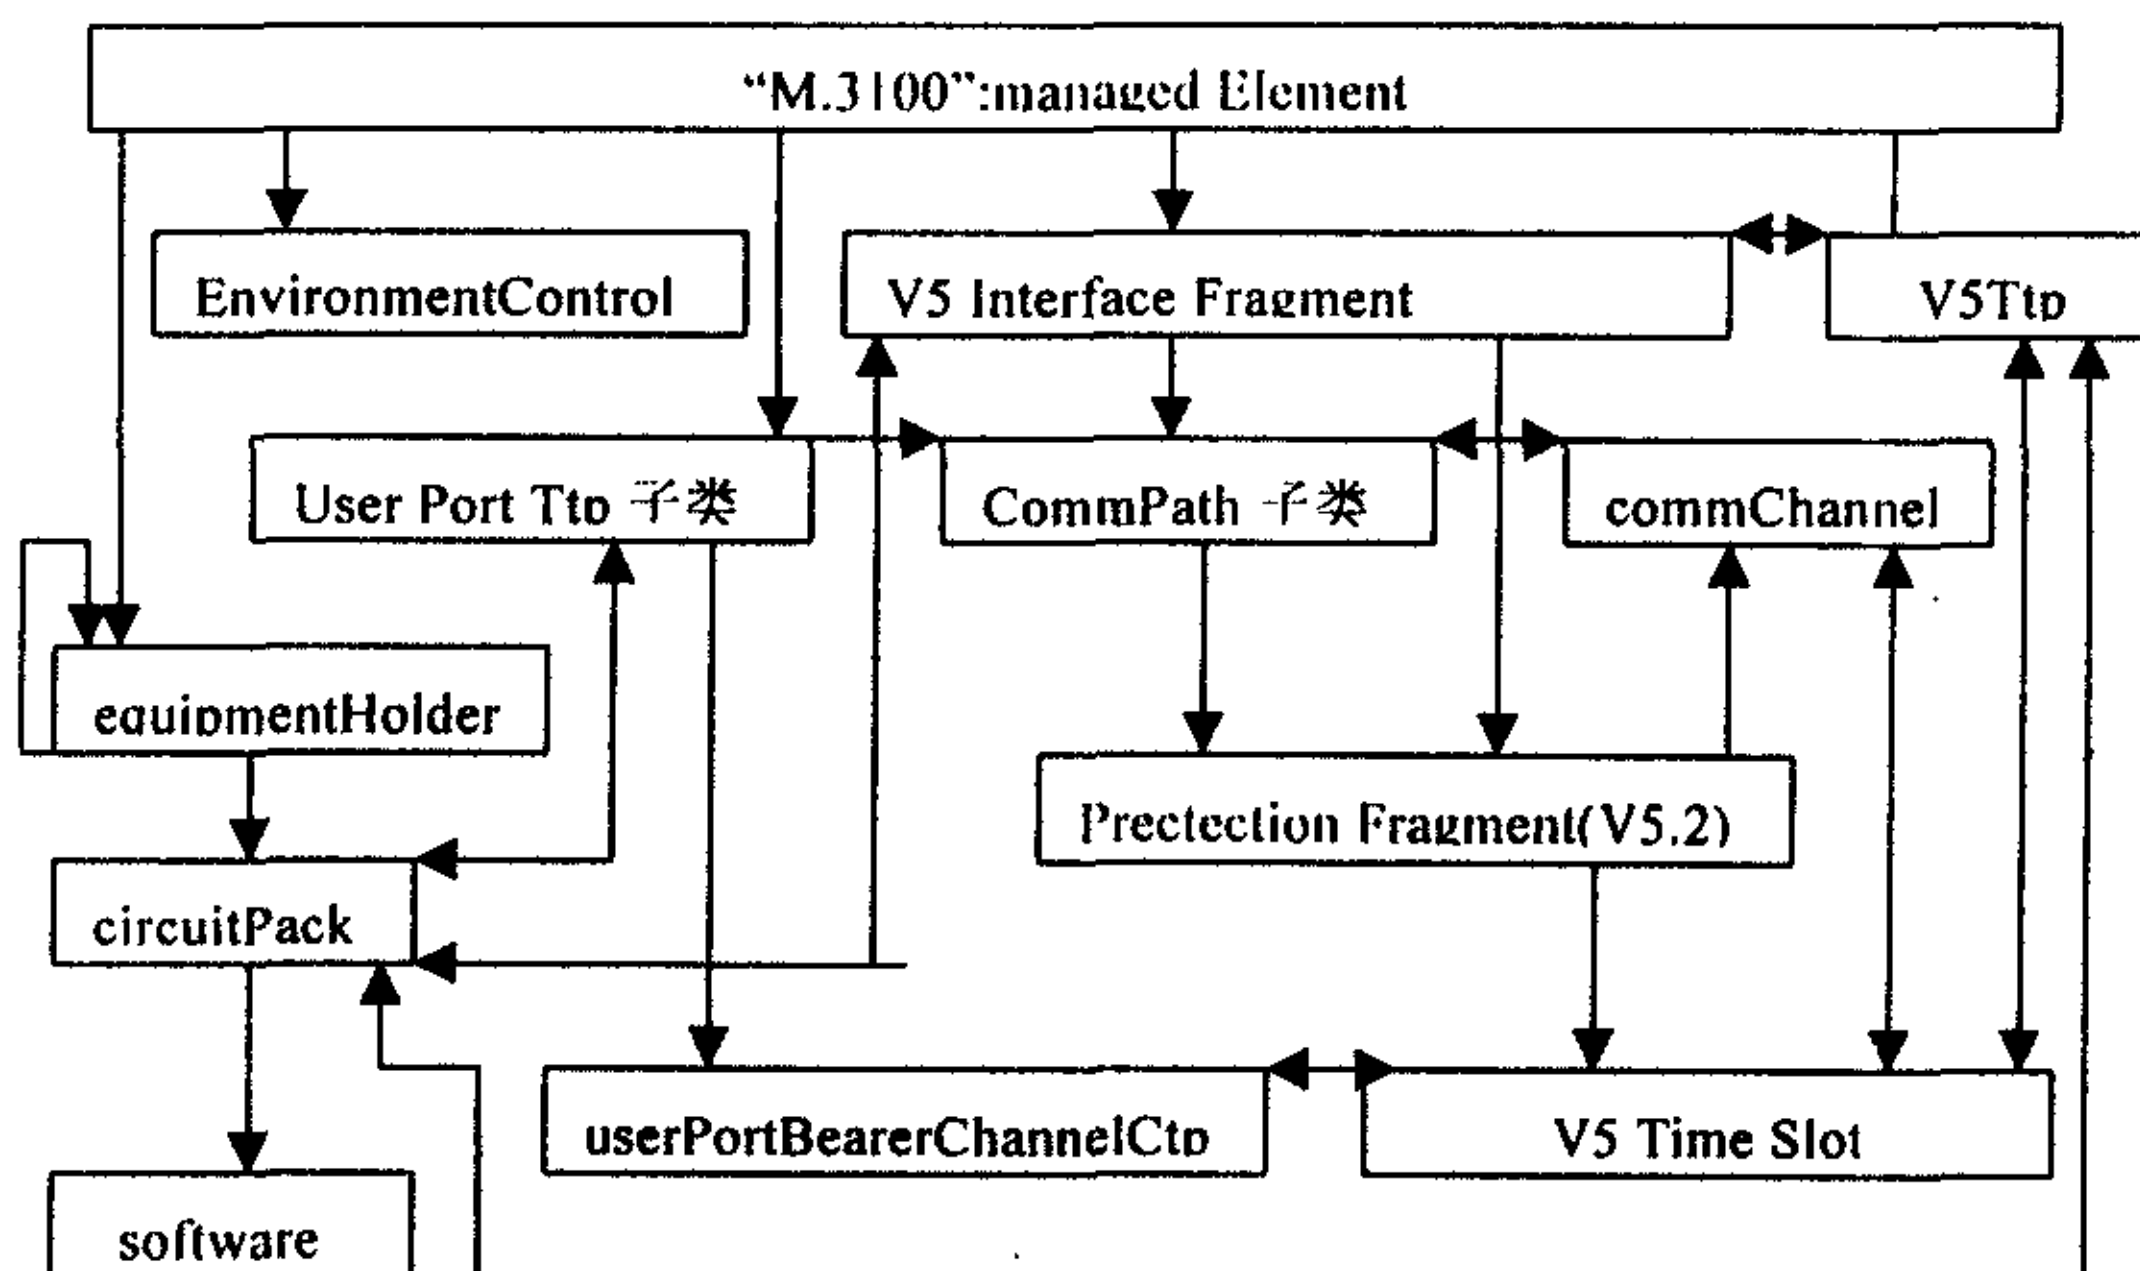 “M.3100”:managed Element
EnvironmentControl
V5 Interface Fragment
V5Ttp
User Port Ttp 子类
CommPath 子类
commChannel
equipmentHolder
Prectection Fragment(V5.2)
circuitPack
userPortBearerChannelCtp
V5 Time Slot
software